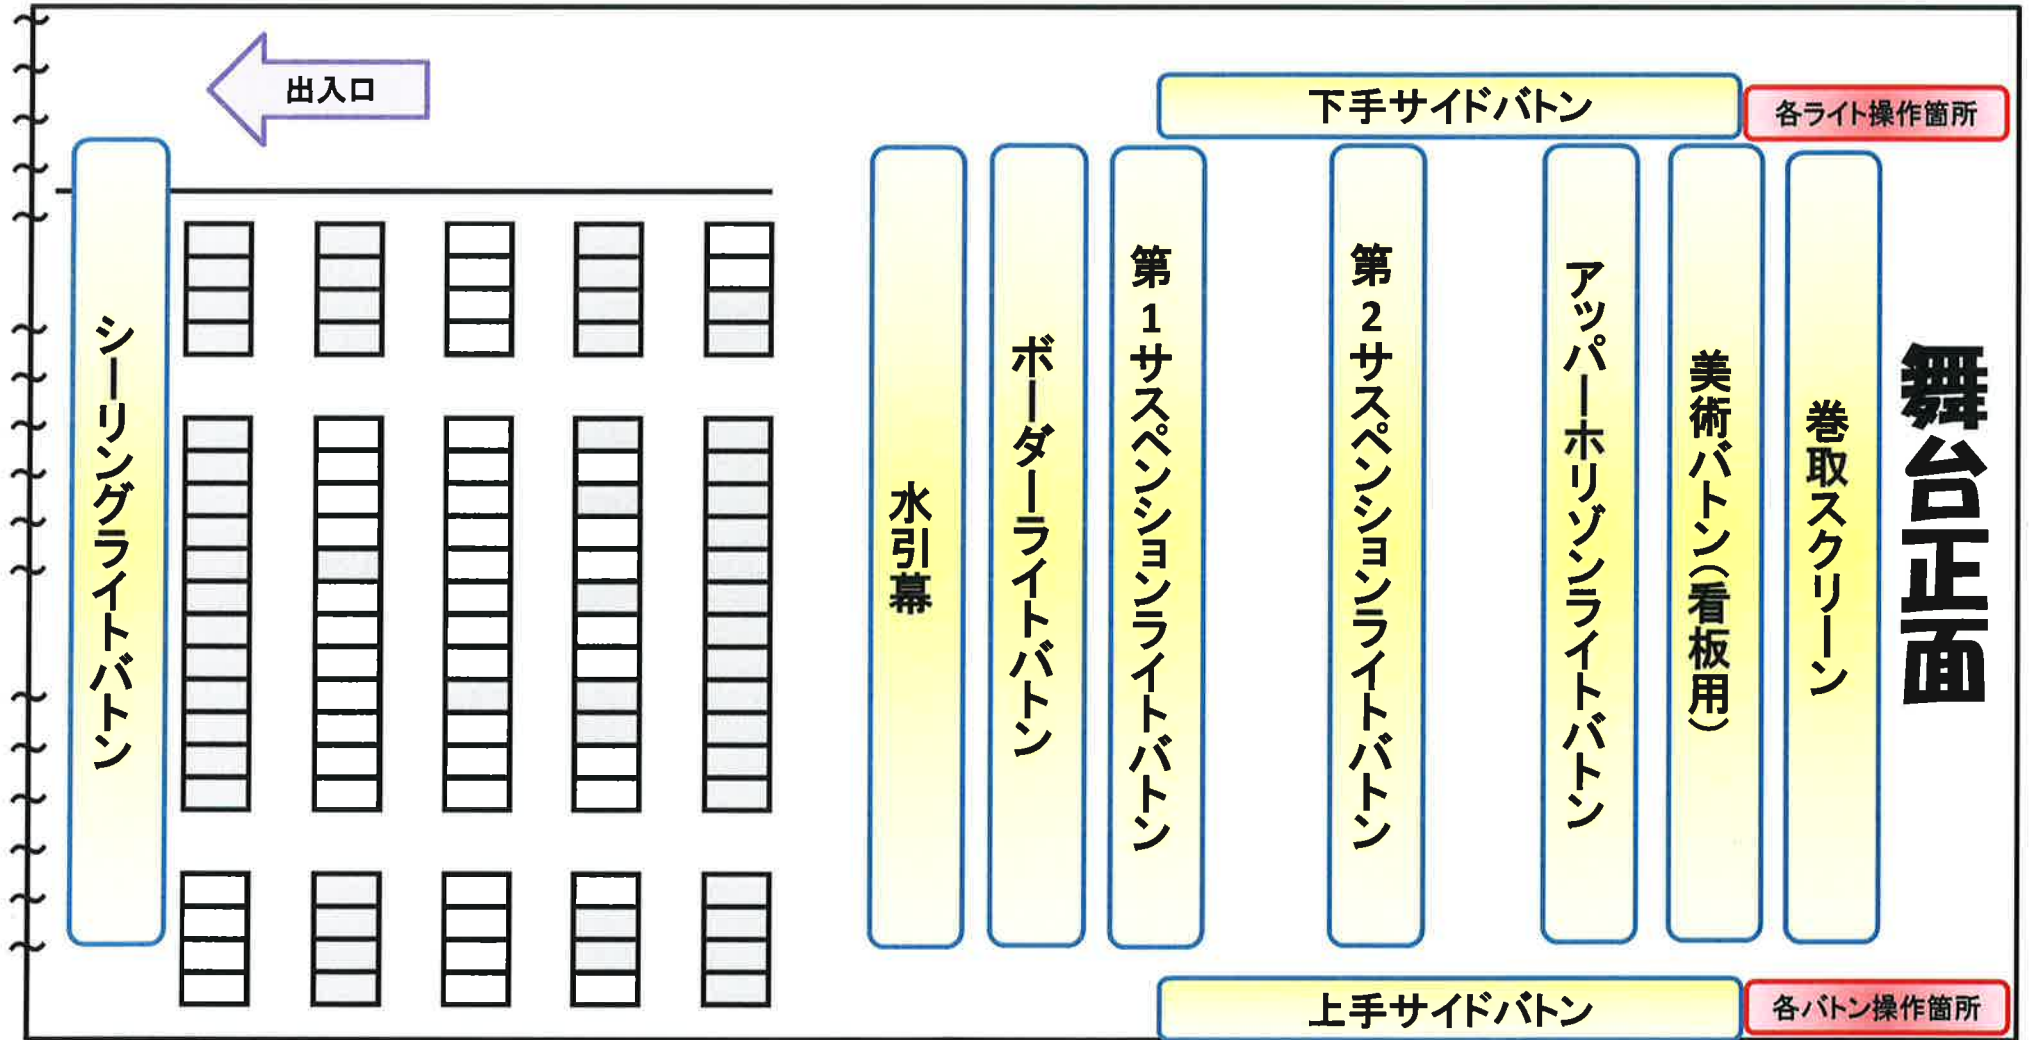 出入口
下手サイドバトン
各ライト操作箇所
シーリングライトバトン
水引幕
ボーダーライトバトン
第1サスペンションライトバトン
第2サスペンションライトバトン
アッパーホリゾンライトバトン
美術バトン(看板用)
巻取スクリーン
舞台正面
上手サイドバトン
各バトン操作箇所